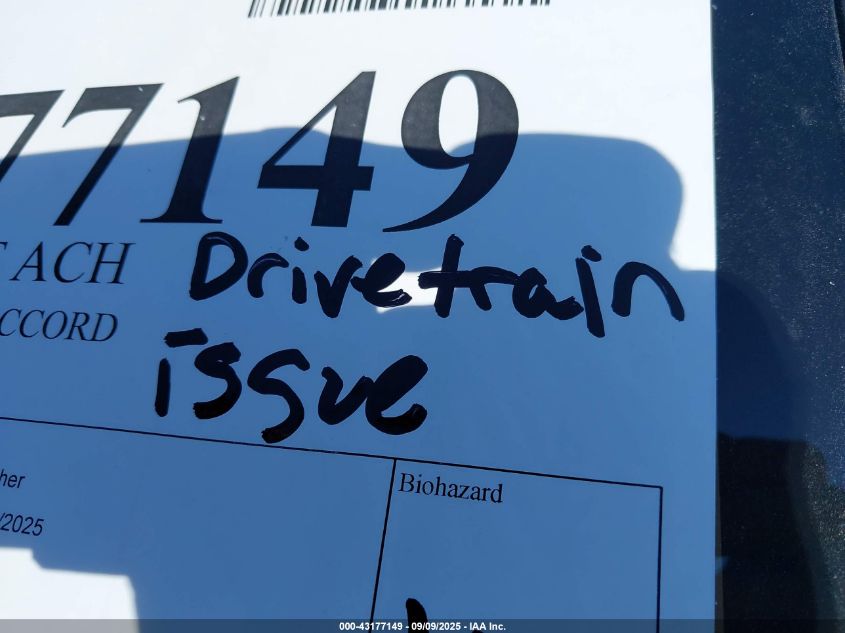 77149
ACH Drivetrain
CCORD
issue
her
/2025
Biohazard
000-43177149 - 09/09/2025 - IAA Inc.